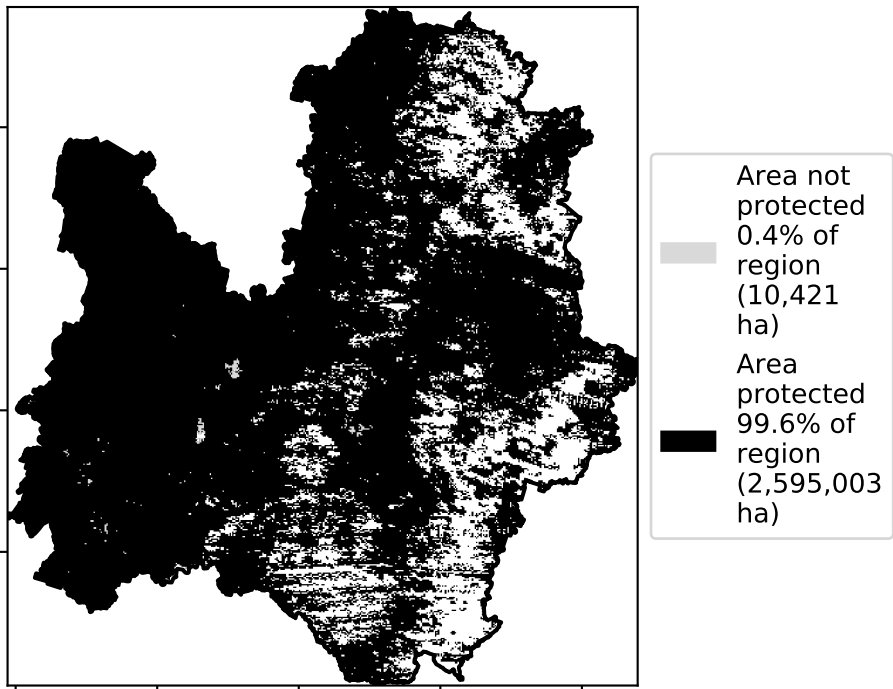 Area not
protected
0.4% of
region
(10,421
ha)
Area
protected
99.6% of
region
(2,595,003
ha)